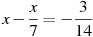 x − x/7 = − 3/14